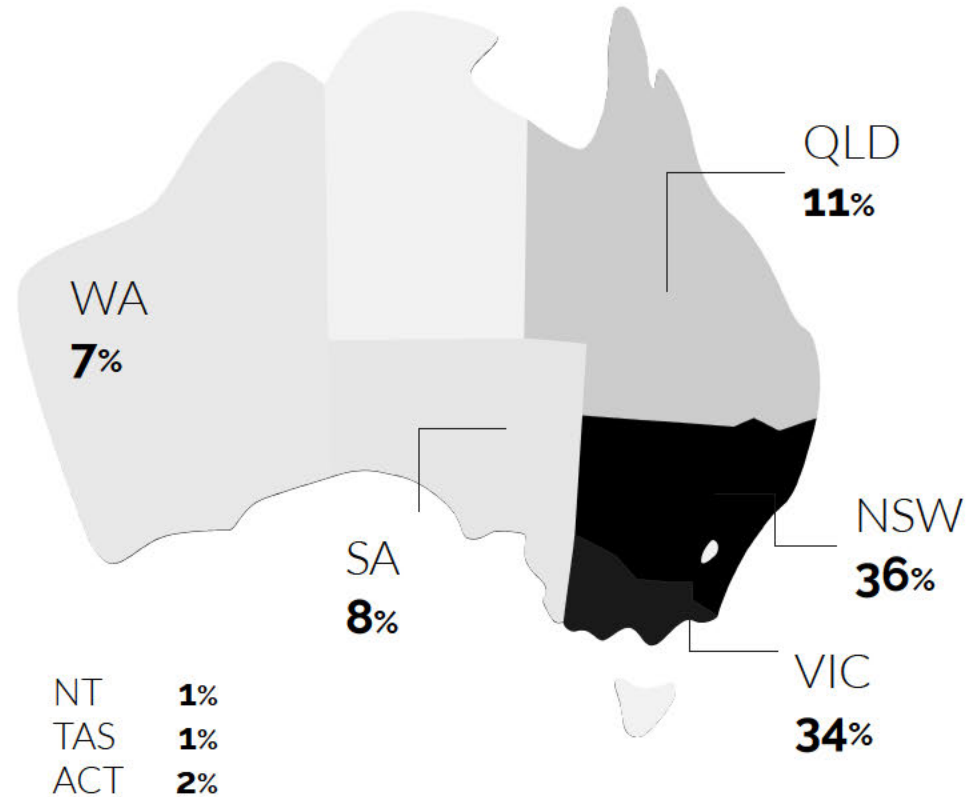 QLD
11%
WA
7%
NSW
36%
SA
8%
VIC
34%
NT 1%
TAS 1%
ACT 2%